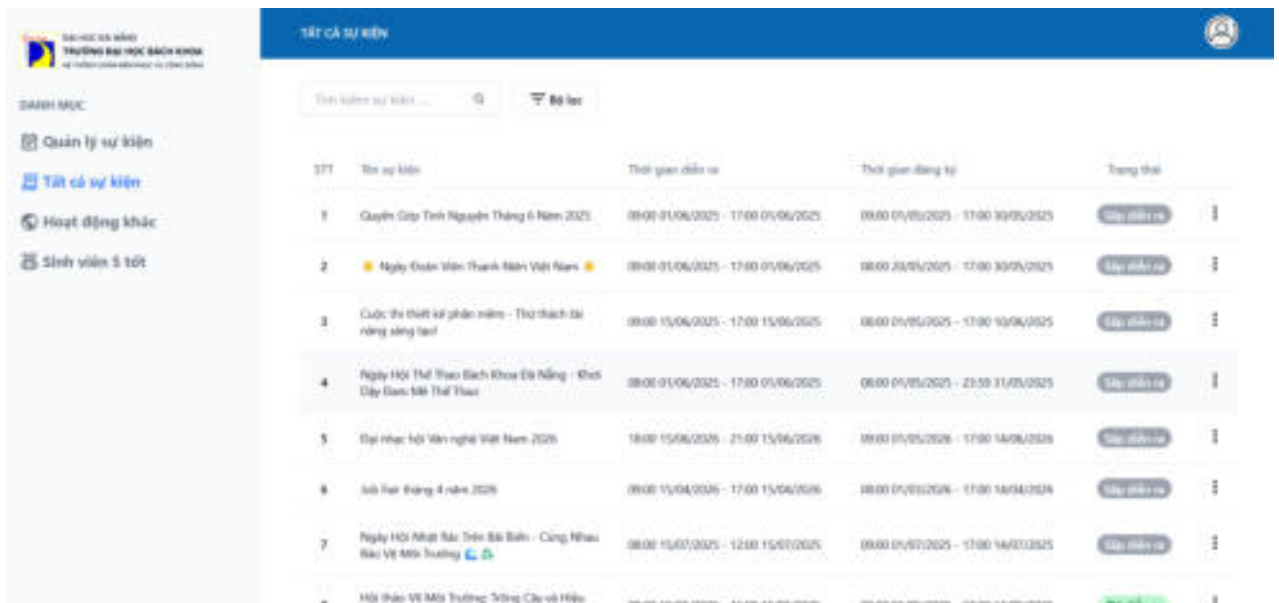 ĐẠI HỌC ĐÀ NẴNG
TRƯỜNG ĐẠI HỌC BÁCH KHOA
TẤT CẢ SỰ KIỆN
DANH MỤC
Quản lý sự kiện
Tất cả sự kiện
Hoạt động khác
Sinh viên 5 tốt
Tìm kiếm sự kiện ...
Bộ lọc
STT Tên sự kiện Thời gian diễn ra Thời gian đăng ký Trạng thái
1 Quyên Góp Tình Nguyện Tháng 6 Năm 2025 09:00 01/06/2025 - 17:00 01/06/2025 09:00 01/05/2025 - 17:00 30/05/2025 Sắp diễn ra
2 Ngày Đoàn Viên Thanh Niên Việt Nam 09:00 01/06/2025 - 17:00 01/06/2025 08:00 20/05/2025 - 17:00 30/05/2025 Sắp diễn ra
3 Cuộc thi thiết kế phần mềm - Thử thách tài
năng sáng tạo! 09:00 15/06/2025 - 17:00 15/06/2025 08:00 01/05/2025 - 17:00 10/06/2025 Sắp diễn ra
4 Ngày Hội Thể Thao Bách Khoa Đà Nẵng - Khơi
Dậy Đam Mê Thể Thao 08:00 01/06/2025 - 17:00 01/06/2025 08:00 01/05/2025 - 23:59 31/05/2025 Sắp diễn ra
5 Đại nhạc hội Văn nghệ Việt Nam 2026 18:00 15/06/2026 - 21:00 15/06/2026 09:00 01/05/2026 - 17:00 14/06/2026 Sắp diễn ra
6 Job Fair tháng 4 năm 2026 09:00 15/04/2026 - 17:00 15/04/2026 08:00 01/03/2026 - 17:00 14/04/2026 Sắp diễn ra
7 Ngày Hội Nhặt Rác Trên Bãi Biển - Cùng Nhau
Bảo Vệ Môi Trường 08:00 15/07/2025 - 12:00 15/07/2025 09:00 01/07/2025 - 17:00 14/07/2025 Sắp diễn ra
Hội thảo Về Môi Trường: Trồng Cây và Hiệu